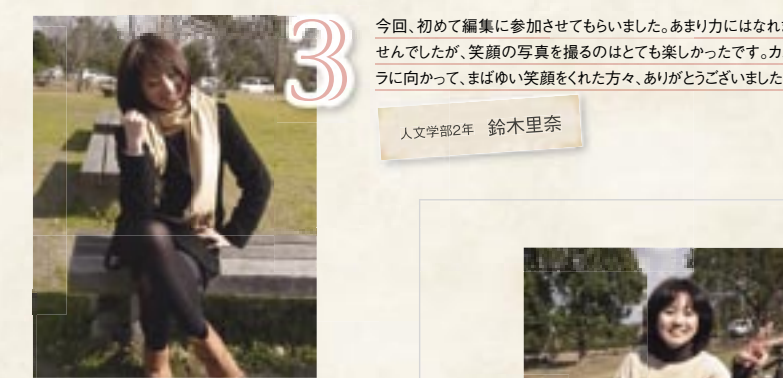 3
今回、初めて編集に参加させてもらいました。あまり力にはなれま
せんでしたが、笑顔の写真を撮るのはとても楽しかったです。カ
ラに向かって、まばゆい笑顔をくれた方々、ありがとうございました
人文学部2年 鈴木里奈